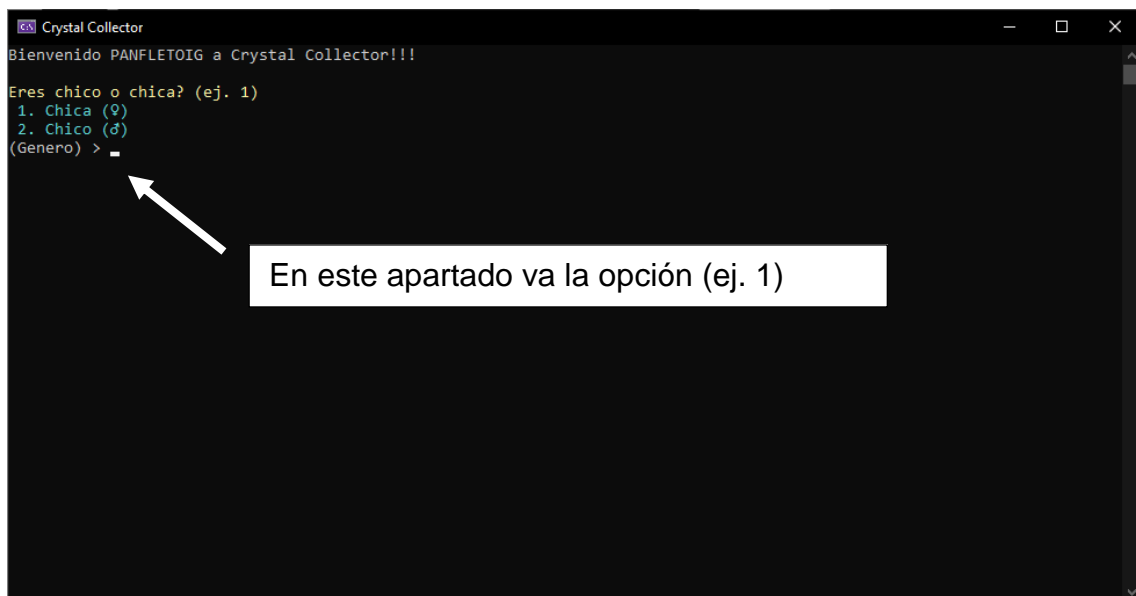 Crystal Collector
Bienvenido PANFLETOIG a Crystal Collector!!!
Eres chico o chica? (ej. 1)
1. Chica (♀)
2. Chico (♂)
(Genero) > _
En este apartado va la opción (ej. 1)